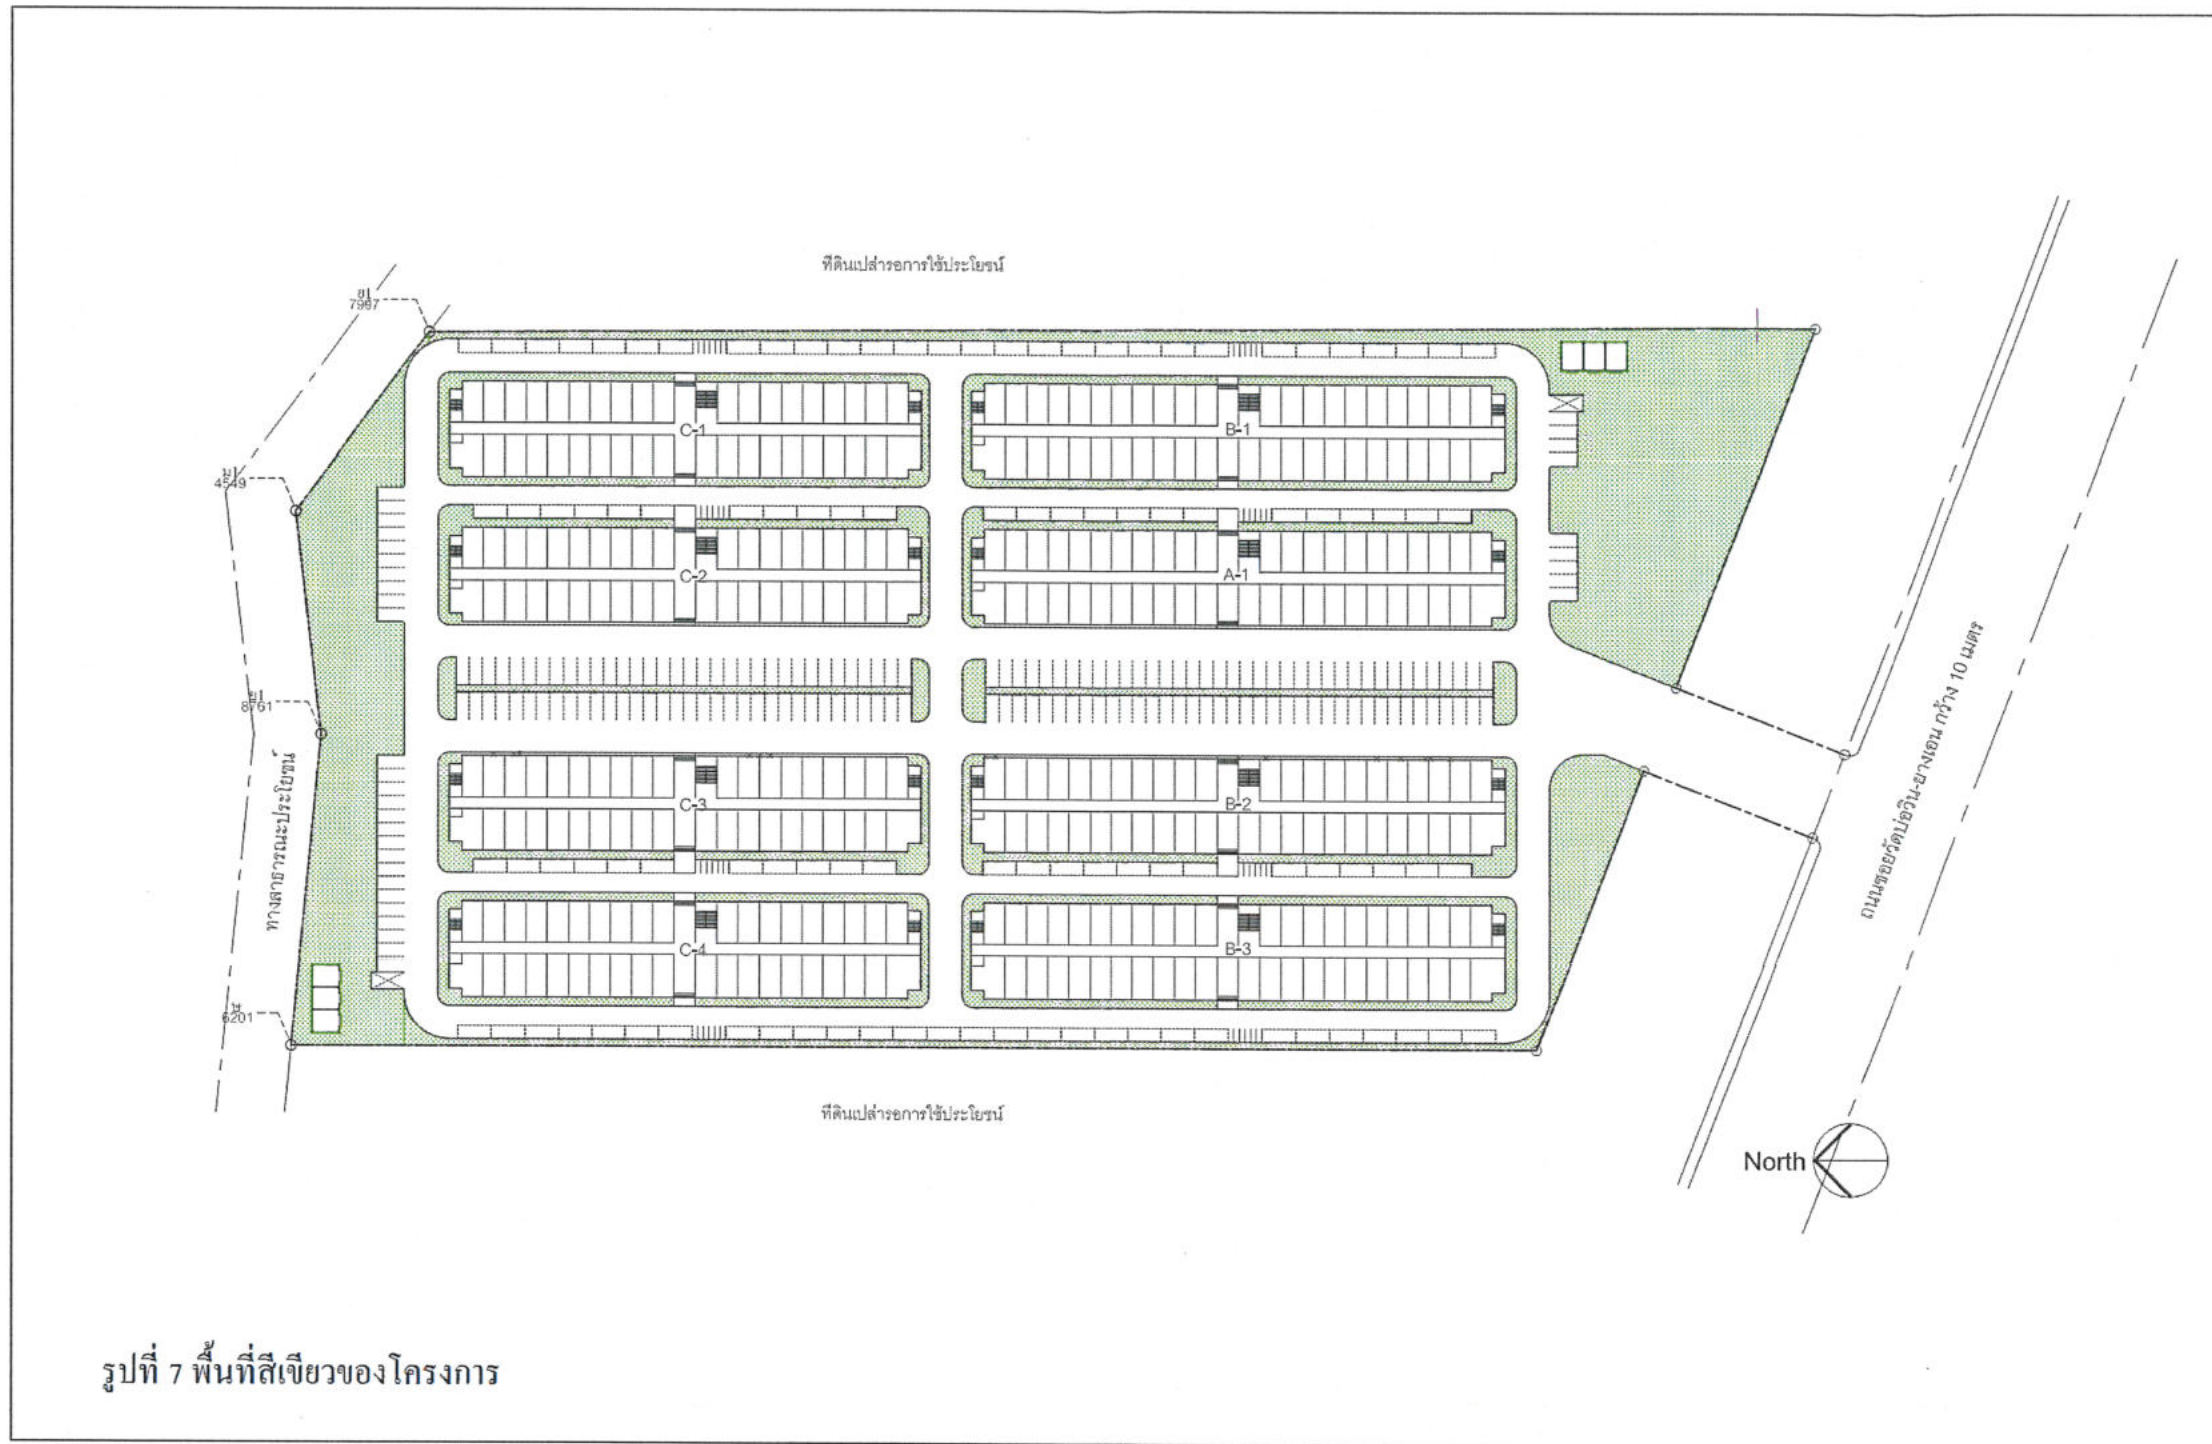 ที่ดินเปล่ารอการใช้ประโยชน์
7997
4549
8761
6201
C-1
B-1
C-2
A-1
C-3
B-2
C-4
B-3
ทางสาธารณะประโยชน์
ถนนซอยวัดบ่อวิน-ยางเอน กว้าง 10 เมตร
ที่ดินเปล่ารอการใช้ประโยชน์
North
รูปที่ 7 พื้นที่สีเขียวของโครงการ